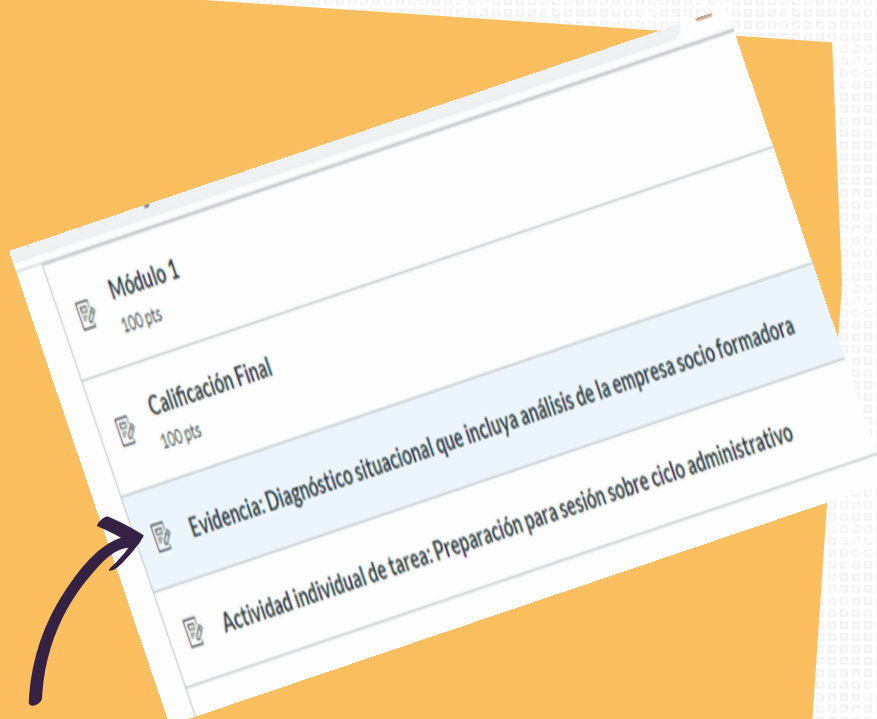 Módulo 1
100 pts
Calificación Final
100 pts
Evidencia: Diagnóstico situacional que incluya análisis de la empresa socio formadora
Actividad individual de tarea: Preparación para sesión sobre ciclo administrativo